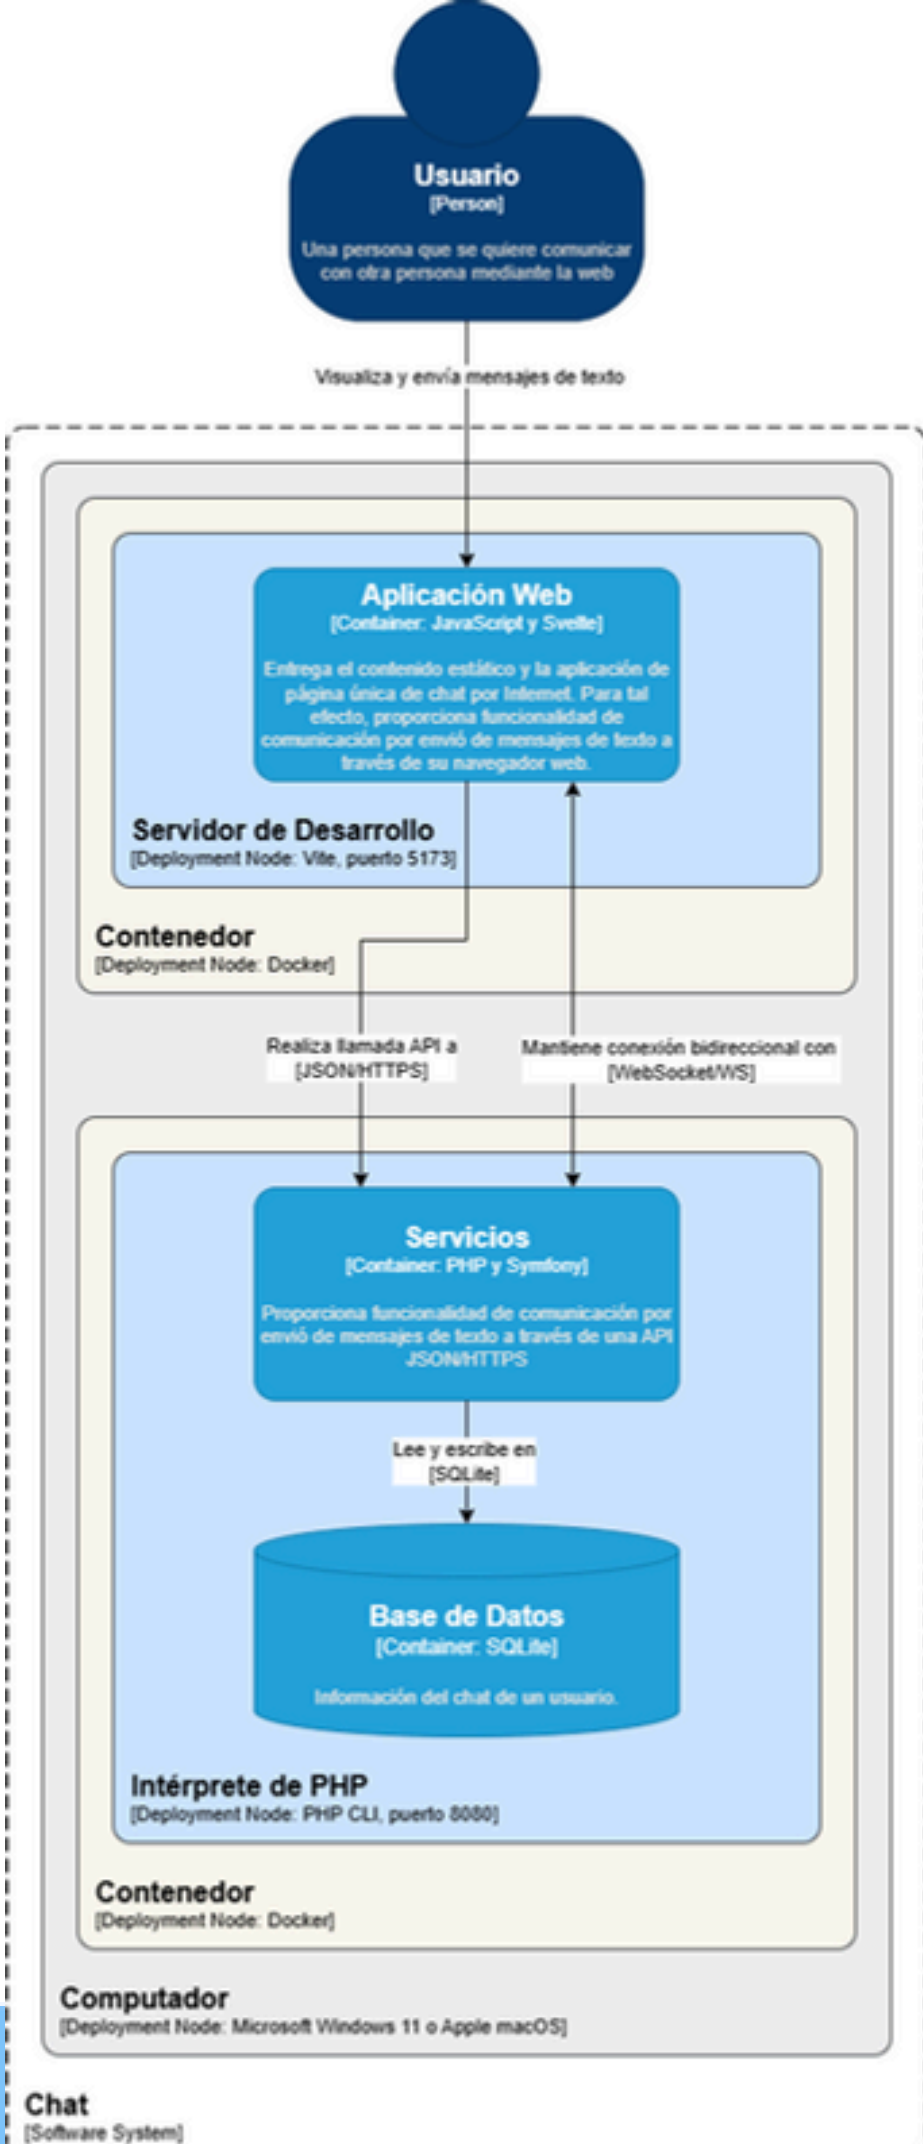 Usuario
[Person]
Una persona que se quiere comunicar
con otra persona mediante la web
Visualiza y envía mensajes de texto
Aplicación Web
[Container: JavaScript y Svelte]
Entrega el contenido estático y la aplicación de
página única de chat por Internet. Para tal
efecto, proporciona funcionalidad de
comunicación por envió de mensajes de texto a
través de su navegador web.
Servidor de Desarrollo
[Deployment Node: Vite, puerto 5173]
Contenedor
[Deployment Node: Docker]
Realiza llamada API a
[JSON/HTTPS]
Mantiene conexión bidireccional con
[WebSocket/WS]
Servicios
[Container: PHP y Symfony]
Proporciona funcionalidad de comunicación por
envió de mensajes de texto a través de una API
JSON/HTTPS
Lee y escribe en
[SQLite]
Base de Datos
[Container: SQLite]
Información del chat de un usuario.
Intérprete de PHP
[Deployment Node: PHP CLI, puerto 8080]
Contenedor
[Deployment Node: Docker]
Computador
[Deployment Node: Microsoft Windows 11 o Apple macOS]
Chat
[Software System]